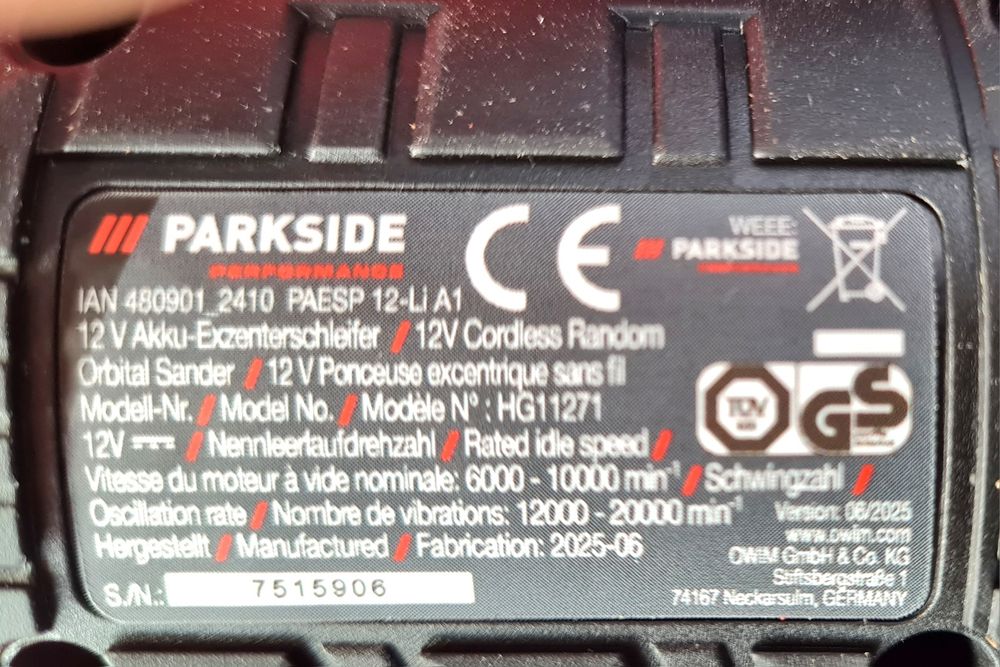 /// PARKSIDE
PERFORMANCE
CE
WEEE:
/// PARKSIDE
PERFORMANCE
IAN 480901_2410 PAESP 12-Li A1
12 V Akku-Exzenterschleifer / 12V Cordless Random
Orbital Sander / 12 V Ponceuse excentrique sans fil
Modell-Nr. / Model No. / Modèle N° : HG11271
TÜV
GS
12V ⎓ / Nennleerlaufdrehzahl / Rated idle speed /
Vitesse du moteur à vide nominale: 6000 - 10000 min⁻¹ / Schwingzahl /
Oscillation rate / Nombre de vibrations: 12000 - 20000 min⁻¹
Hergestellt / Manufactured / Fabrication: 2025-06
S/N.: 7515906
Version: 06/2025
www.owim.com
OWIM GmbH & Co. KG
Stiftsbergstraße 1
74167 Neckarsulm, GERMANY